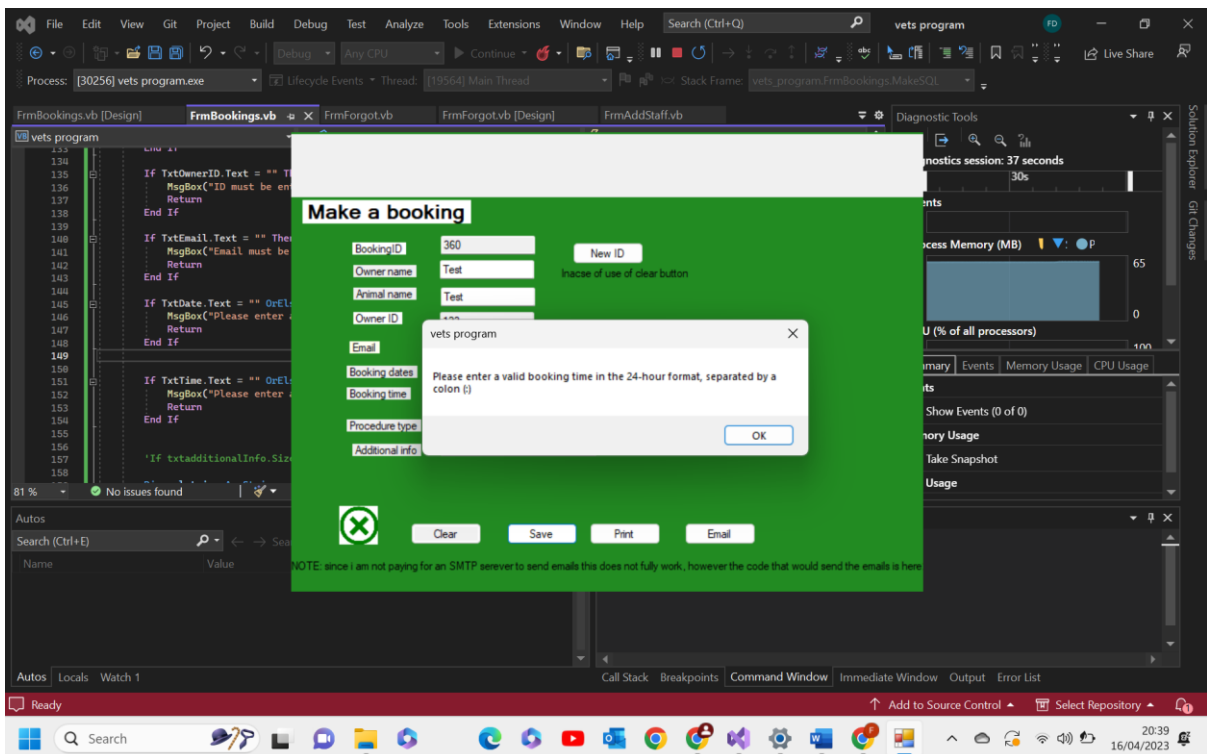 File Edit View Git Project Build Debug Test Analyze Tools Extensions Window Help Search (Ctrl+Q) vets program FD
Debug Any CPU Continue Live Share
Process: [30256] vets program.exe Lifecycle Events Thread: [19564] Main Thread Stack Frame: vets_program.FrmBookings.MakeSQL
FrmBookings.vb [Design] FrmBookings.vb FrmForgot.vb FrmForgot.vb [Design] FrmAddStaff.vb
vets program
133 End If
134
135 If TxtOwnerID.Text = "" Th
136 MsgBox("ID must be en
137 Return
138 End If
139
140 If TxtEmail.Text = "" The
141 MsgBox("Email must be
142 Return
143 End If
144
145 If TxtDate.Text = "" OrEl
146 MsgBox("Please enter a
147 Return
148 End If
149
150
151 If TxtTime.Text = "" OrEl
152 MsgBox("Please enter a
153 Return
154 End If
155
156
157 'If txtadditionalInfo.Siz
158
81 % No issues found
Make a booking
BookingID 360 New ID
Owner name Test Inacse of use of clear button
Animal name Test
Owner ID
Email
Booking dates
Booking time
Procedure type
Additional info
vets program
Please enter a valid booking time in the 24-hour format, separated by a
colon (:)
OK
Clear Save Print Email
NOTE: since i am not paying for an SMTP serever to send emails this does not fully work, however the code that would send the emails is here
Diagnostic Tools
nostics session: 37 seconds
30s
ents
ocess Memory (MB) P
65
0
U (% of all processors)
100
mary Events Memory Usage CPU Usage
ts
Show Events (0 of 0)
nory Usage
Take Snapshot
Usage
Solution Explorer
Git Changes
Autos
Search (Ctrl+E) Sea
Name Value
Autos Locals Watch 1
Call Stack Breakpoints Command Window Immediate Window Output Error List
Ready Add to Source Control Select Repository
Search
20:39
16/04/2023